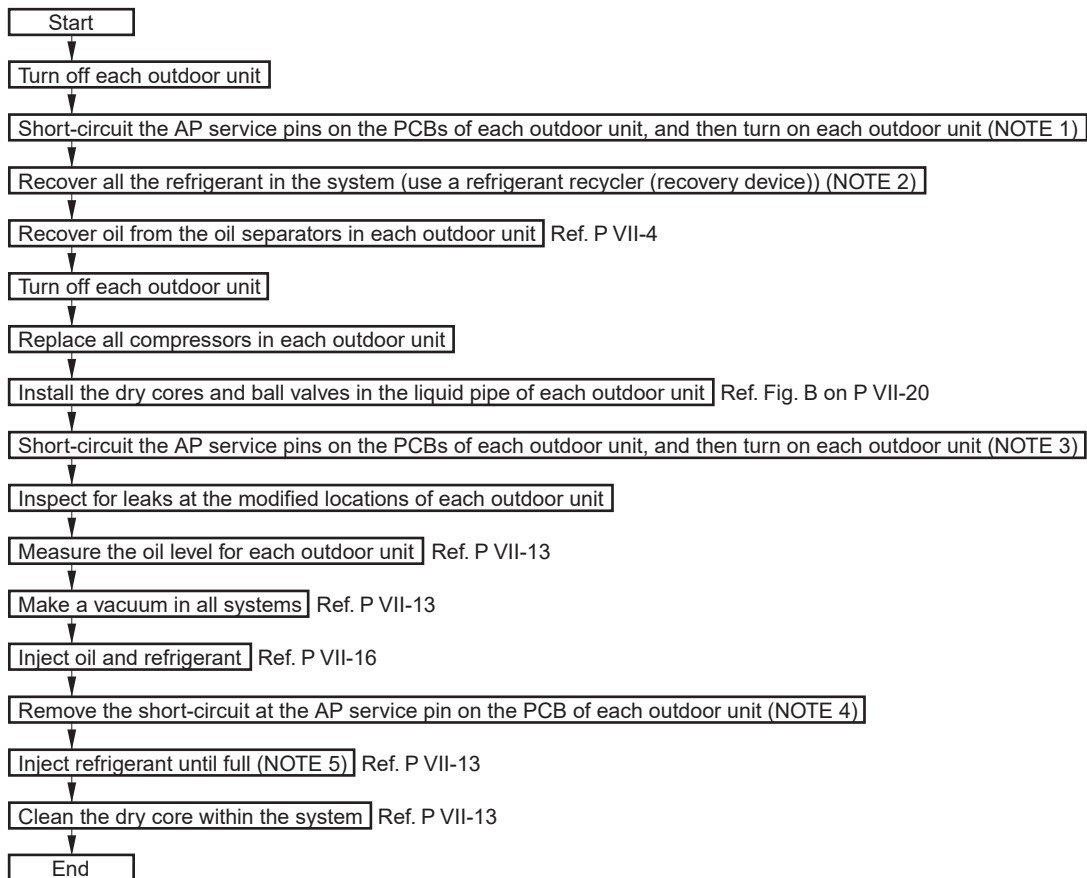 Start
Turn off each outdoor unit
Short-circuit the AP service pins on the PCBs of each outdoor unit, and then turn on each outdoor unit (NOTE 1)
Recover all the refrigerant in the system (use a refrigerant recycler (recovery device)) (NOTE 2)
Recover oil from the oil separators in each outdoor unit Ref. P VII-4
Turn off each outdoor unit
Replace all compressors in each outdoor unit
Install the dry cores and ball valves in the liquid pipe of each outdoor unit Ref. Fig. B on P VII-20
Short-circuit the AP service pins on the PCBs of each outdoor unit, and then turn on each outdoor unit (NOTE 3)
Inspect for leaks at the modified locations of each outdoor unit
Measure the oil level for each outdoor unit Ref. P VII-13
Make a vacuum in all systems Ref. P VII-13
Inject oil and refrigerant Ref. P VII-16
Remove the short-circuit at the AP service pin on the PCB of each outdoor unit (NOTE 4)
Inject refrigerant until full (NOTE 5) Ref. P VII-13
Clean the dry core within the system Ref. P VII-13
End